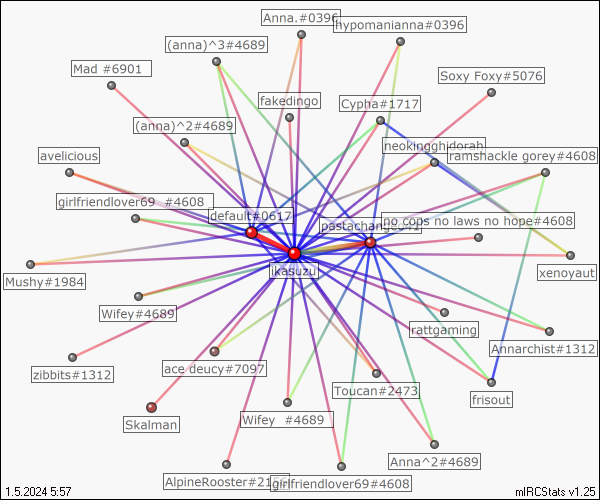 Anna.#0396
hypomanianna#0396
(anna)^3#4689
Mad #6901
Soxy Foxy#5076
fakedingo
Cypha#1717
(anna)^2#4689
neokingghidorah
avelicious
ramshackle gorey#4608
girlfriendlover69 #4608
default#0617
no cops no laws no hope#4608
ikasuzu
xenoyaut
Mushy#1984
Wifey#4689
rattgaming
Annarchist#1312
zibbits#1312
ace deucy#7097
Toucan#2473
frisout
Skalman
Wifey #4689
Anna^2#4689
girlfriendlover69#4608
1.5.2024 5:57
mIRCStats v1.25